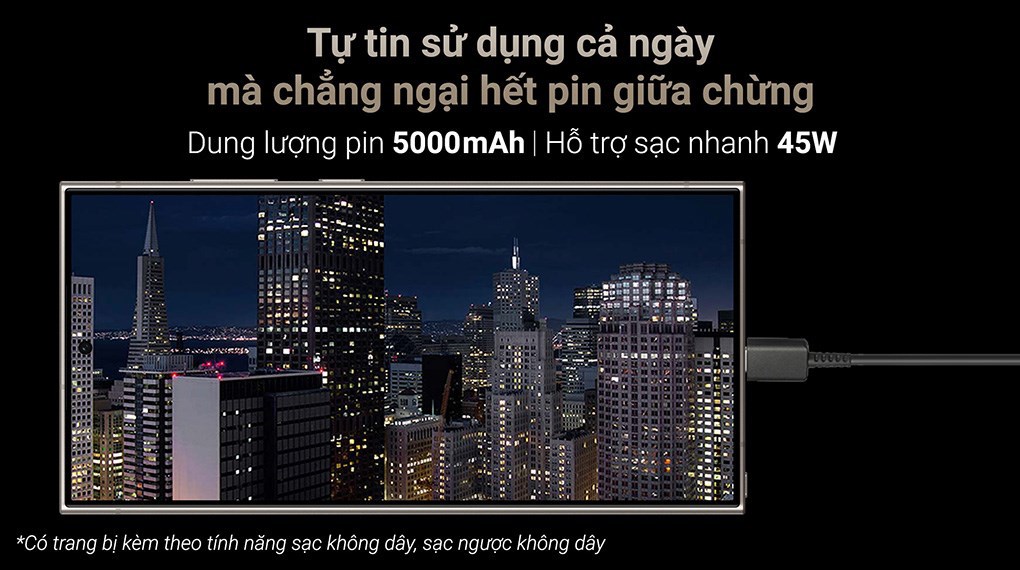 Tự tin sử dụng cả ngày
mà chẳng ngại hết pin giữa chừng
Dung lượng pin 5000mAh | Hỗ trợ sạc nhanh 45W
*Có trang bị kèm theo tính năng sạc không dây, sạc ngược không dây